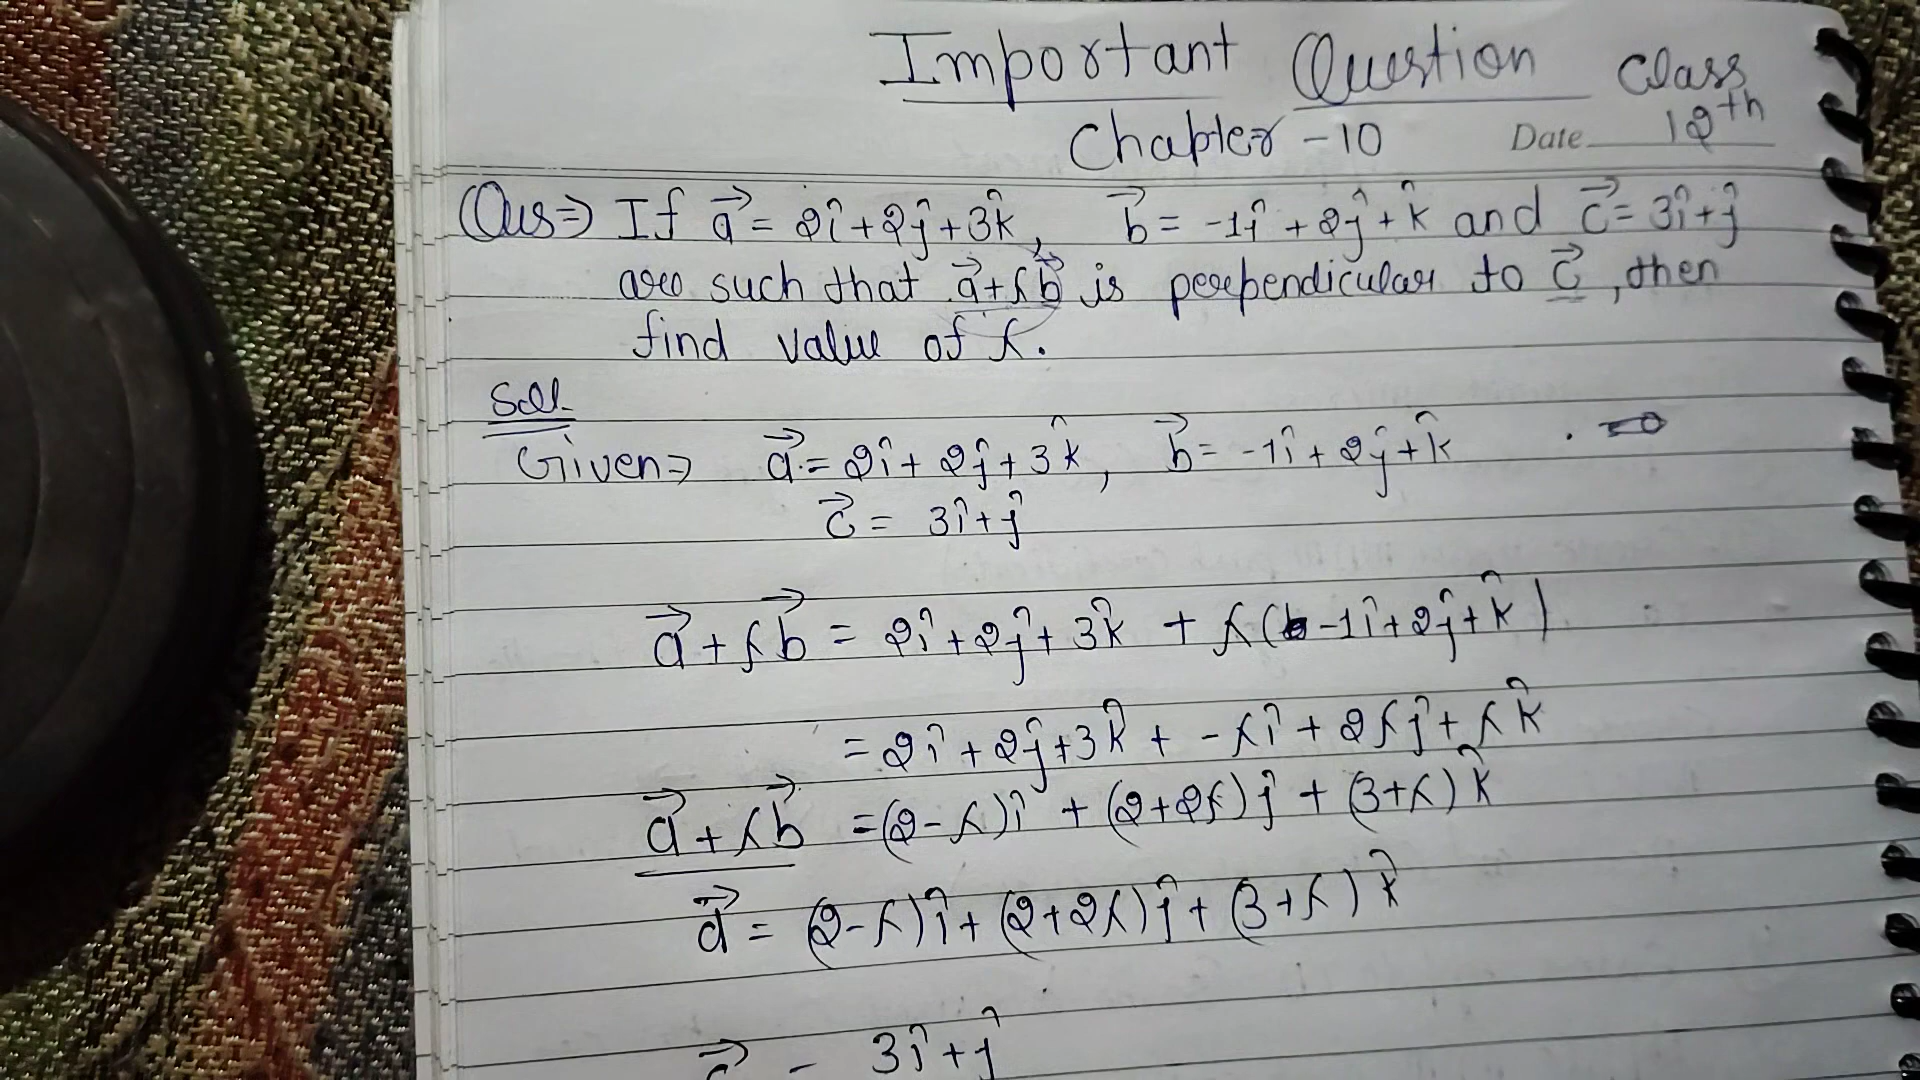 Important Question Class
Chapter - 10 Date 12th
Qus⇒ If a⃗ = 2î+2ĵ+3k̂, b⃗ = -1î+2ĵ+k̂ and c⃗ = 3î+ĵ
are such that a⃗+λb⃗ is perpendicular to c⃗, then
find value of λ.
Soll.
Given⇒ a⃗ = 2î+2ĵ+3k̂, b⃗ = -1î+2ĵ+k̂
c⃗ = 3î+ĵ
a⃗+λb⃗ = 2î+2ĵ+3k̂ + λ(-1î+2ĵ+k̂)
= 2î+2ĵ+3k̂ + -λî+2λĵ+λk̂
a⃗+λb⃗ = (2-λ)î + (2+2λ)ĵ + (3+λ)k̂
a⃗ = (2-λ)î + (2+2λ)ĵ + (3+λ)k̂
= 3î+ĵ